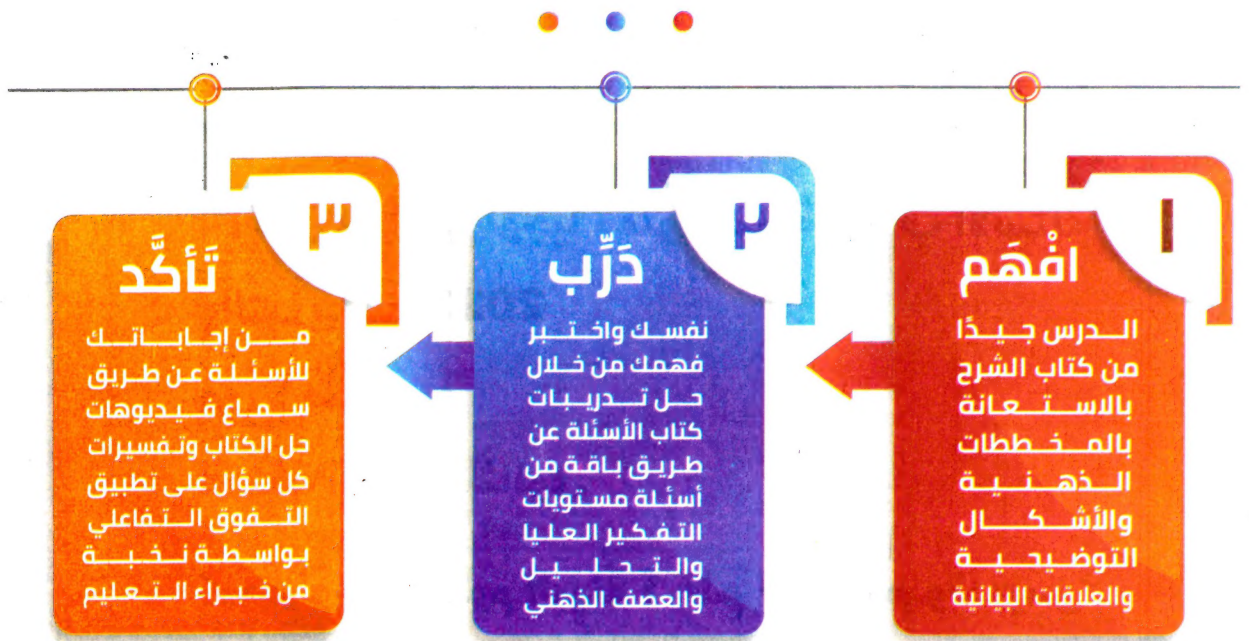 ١
افْهَم
الدرس جيدًا
من كتاب الشرح
بالاستعانة
بالمخططات
الذهنية
والأشكال
التوضيحية
والعلاقات البيانية
٢
دَرِّب
نفسك واختبر
فهمك من خلال
حل تدريبات
كتاب الأسئلة عن
طريق باقة من
أسئلة مستويات
التفكير العليا
والتحليل
والعصف الذهني
٣
تَأكَّد
من إجاباتك
للأسئلة عن طريق
سماع فيديوهات
حل الكتاب وتفسيرات
كل سؤال على تطبيق
التفوق التفاعلي
بواسطة نخبة
من خبراء التعليم